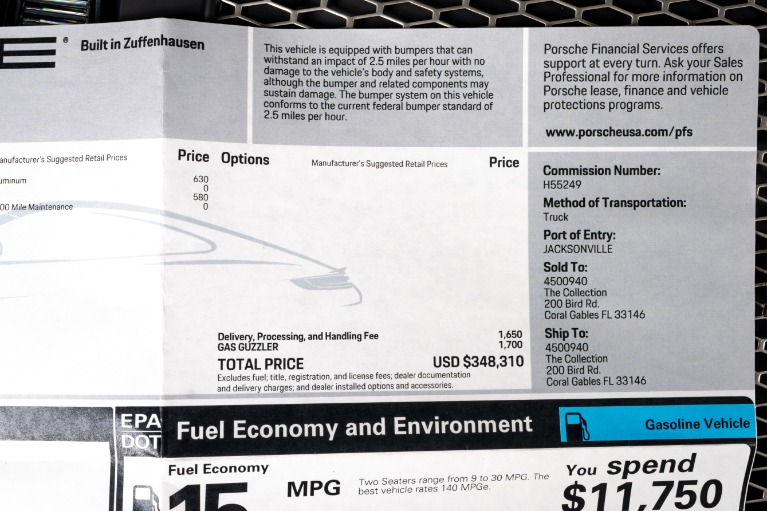 E® Built in Zuffenhausen
This vehicle is equipped with bumpers that can
withstand an impact of 2.5 miles per hour with no
damage to the vehicle's body and safety systems,
although the bumper and related components may
sustain damage. The bumper system on this vehicle
conforms to the current federal bumper standard of
2.5 miles per hour.
Porsche Financial Services offers
support at every turn. Ask your Sales
Professional for more information on
Porsche lease, finance and vehicle
protections programs.
www.porscheusa.com/pfs
anufacturer's Suggested Retail Prices Price
uminum 630
0
580
00 Mile Maintenance 0
Options Manufacturer's Suggested Retail Prices Price
Delivery, Processing, and Handling Fee 1,650
GAS GUZZLER 1,700
TOTAL PRICE USD $348,310
Excludes fuel; title, registration, and license fees; dealer documentation
and delivery charges; and dealer installed options and accessories.
Commission Number:
H55249
Method of Transportation:
Truck
Port of Entry:
JACKSONVILLE
Sold To:
4500940
The Collection
200 Bird Rd.
Coral Gables FL 33146
Ship To:
4500940
The Collection
200 Bird Rd.
Coral Gables FL 33146
EPA
DOT
Fuel Economy and Environment
Gasoline Vehicle
Fuel Economy
15 MPG
Two Seaters range from 9 to 30 MPG. The
best vehicle rates 140 MPGe.
You spend
$11,750